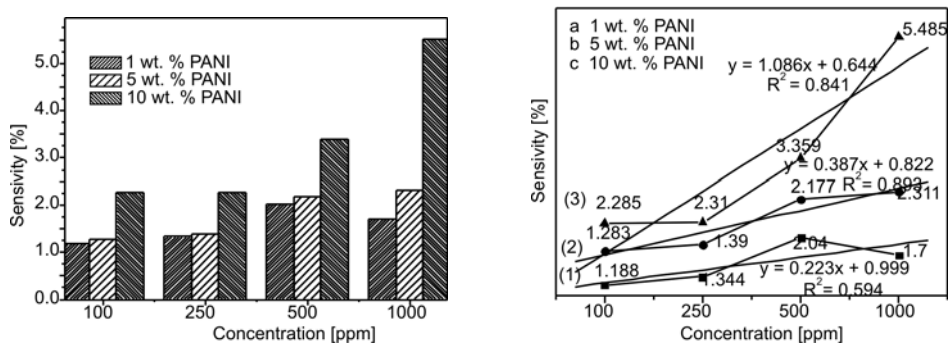 5.0
4.0
3.0
2.0
1.0
0.0
Sensivity [%]
1 wt. % PANI
5 wt. % PANI
10 wt. % PANI
100 250 500 1000
Concentration [ppm]
a 1 wt. % PANI
b 5 wt. % PANI
c 10 wt. % PANI
Sensivity [%]
5.485
y = 1.086x + 0.644
R² = 0.841
3.359
y = 0.387x + 0.822
R² = 0.893
(3)
2.285
2.31
2.177
2.311
1.283
(2)
1.39
2.04
1.7
(1)
1.188
1.344
y = 0.223x + 0.999
R² = 0.594
100 250 500 1000
Concentration [ppm]